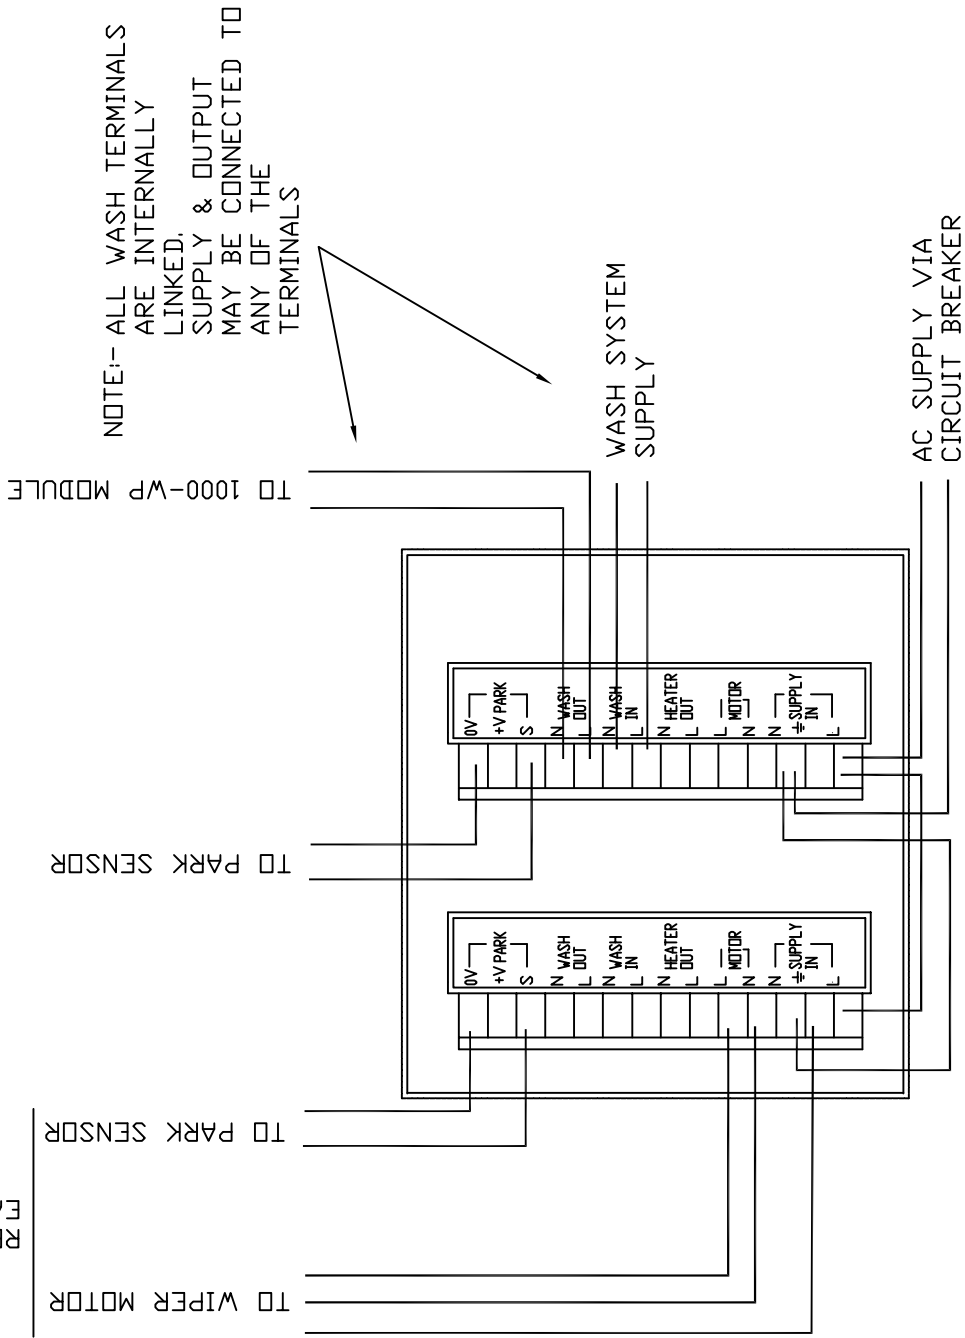 NOTE:- ALL WASH TERMINALS
ARE INTERNALLY
LINKED.
SUPPLY & OUTPUT
MAY BE CONNECTED TO
ANY OF THE
TERMINALS
TO 1000-WP MODULE
WASH SYSTEM
SUPPLY
AC SUPPLY VIA
CIRCUIT BREAKER
0V
+V PARK
S
N WASH
OUT
L
N WASH
IN
L
N HEATER
OUT
L
L
MOTOR
N
N
SUPPLY
IN
L
TO PARK SENSOR
0V
+V PARK
S
N WASH
OUT
L
N WASH
IN
L
N HEATER
OUT
L
L
MOTOR
N
N
SUPPLY
IN
L
TO PARK SENSOR
TO WIPER MOTOR